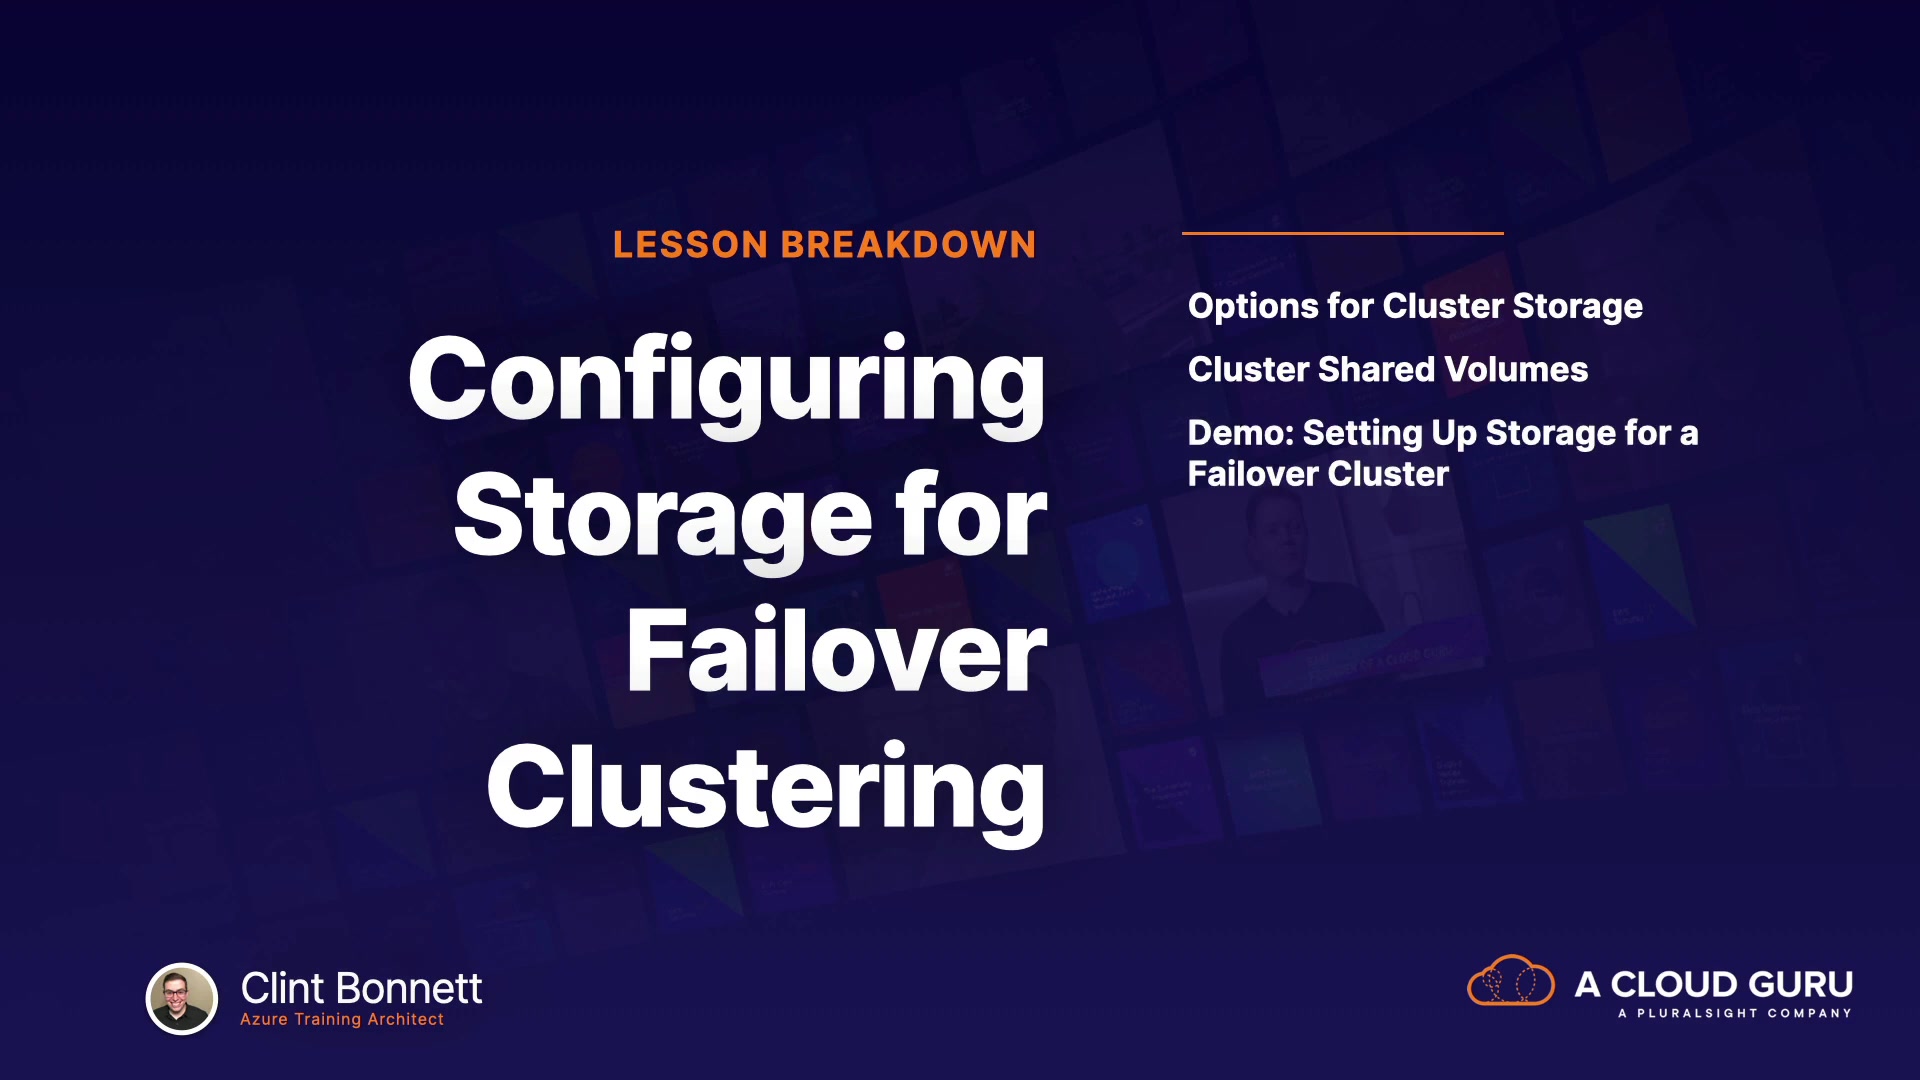 LESSON BREAKDOWN
Configuring
Storage for
Failover
Clustering
Options for Cluster Storage
Cluster Shared Volumes
Demo: Setting Up Storage for a
Failover Cluster
Clint Bonnett
Azure Training Architect
A CLOUD GURU
A PLURALSIGHT COMPANY